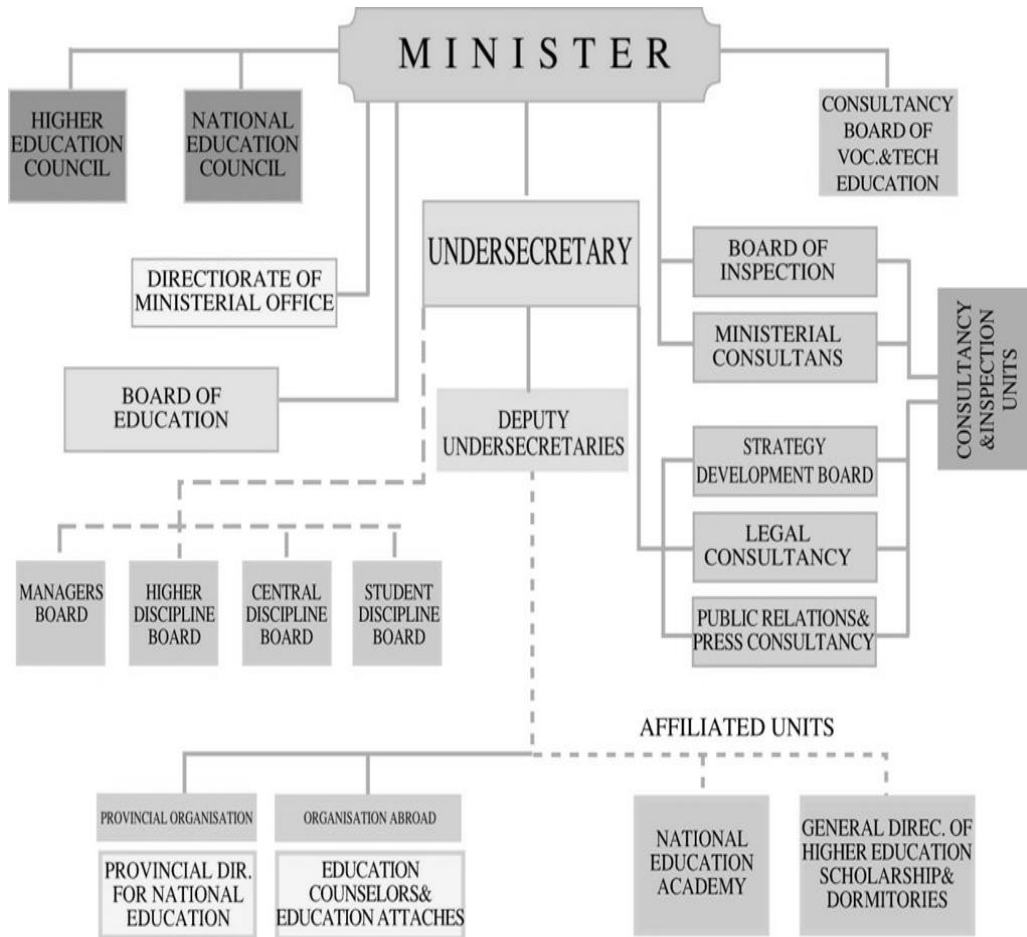 MINISTER
HIGHER
EDUCATION
COUNCIL
NATIONAL
EDUCATION
COUNCIL
CONSULTANCY
BOARD OF
VOC.&TECH
EDUCATION
UNDERSECRETARY
BOARD OF
INSPECTION
DIRECTIORATE OF
MINISTERIAL OFFICE
MINISTERIAL
CONSULTANS
CONSULTANCY
&INSPECTION
UNITS
BOARD OF
EDUCATION
DEPUTY
UNDERSECRETARIES
STRATEGY
DEVELOPMENT BOARD
LEGAL
CONSULTANCY
MANAGERS
BOARD
HIGHER
DISCIPLINE
BOARD
CENTRAL
DISCIPLINE
BOARD
STUDENT
DISCIPLINE
BOARD
PUBLIC RELATIONS&
PRESS CONSULTANCY
AFFILIATED UNITS
PROVINCIAL ORGANISATION
PROVINCIAL DIR.
FOR NATIONAL
EDUCATION
ORGANISATION ABROAD
EDUCATION
COUNSELORS&
EDUCATION ATTACHES
NATIONAL
EDUCATION
ACADEMY
GENERAL DIREC. OF
HIGHER EDUCATION
SCHOLARSHIP&
DORMITORIES